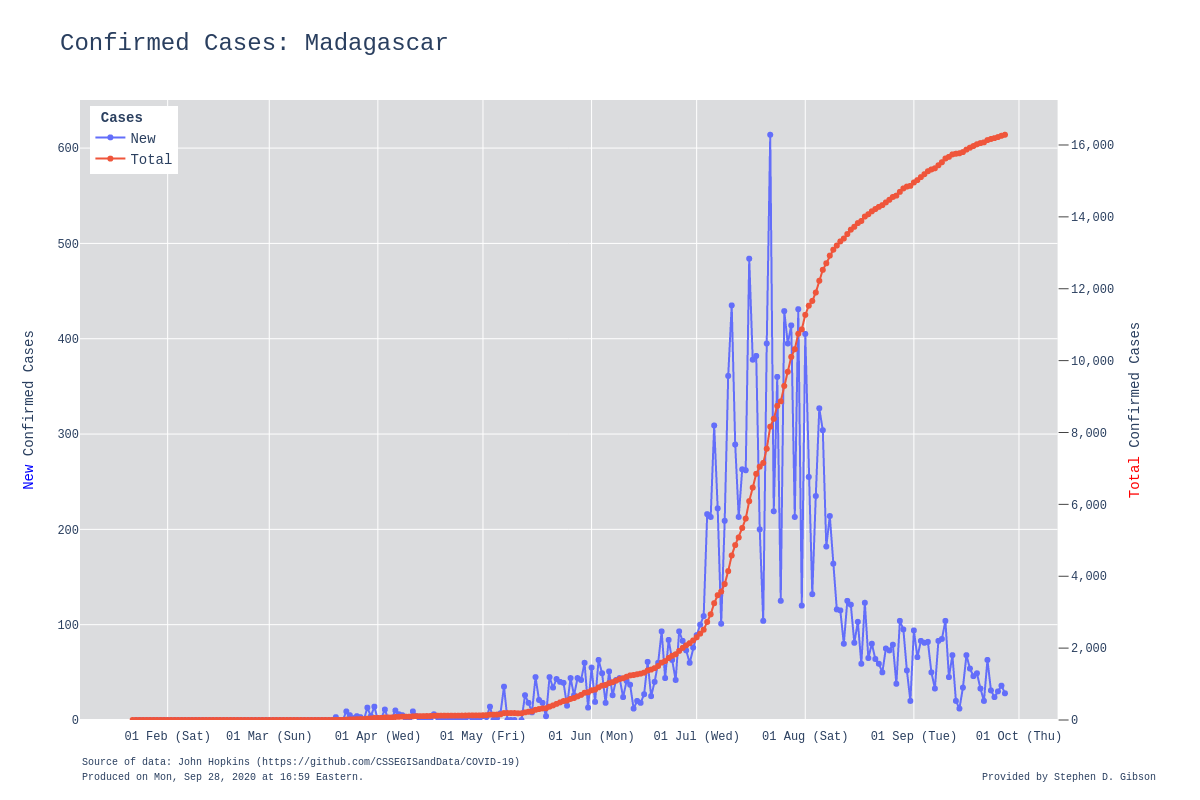 Confirmed Cases: Madagascar
Cases
New
Total
600
500
400
300
200
100
0
16,000
14,000
12,000
10,000
8,000
6,000
4,000
2,000
0
New Confirmed Cases
Total Confirmed Cases
01 Feb (Sat)
01 Mar (Sun)
01 Apr (Wed)
01 May (Fri)
01 Jun (Mon)
01 Jul (Wed)
01 Aug (Sat)
01 Sep (Tue)
01 Oct (Thu)
Source of data: John Hopkins (https://github.com/CSSEGISandData/COVID-19)
Produced on Mon, Sep 28, 2020 at 16:59 Eastern.
Provided by Stephen D. Gibson